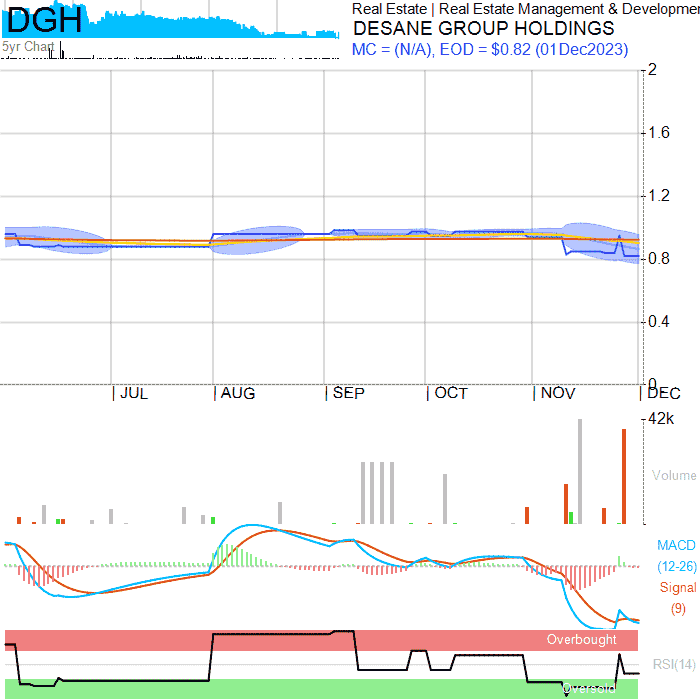 DGH
5yr Chart
Real Estate | Real Estate Management & Developmen
DESANE GROUP HOLDINGS
MC = (N/A), EOD = $0.82 (01Dec2023)
2
1.6
1.2
0.8
0.4
0
| JUL | AUG | SEP | OCT | NOV | DEC
42k
Volume
MACD
(12-26)
Signal
(9)
Overbought
RSI(14)
Oversold